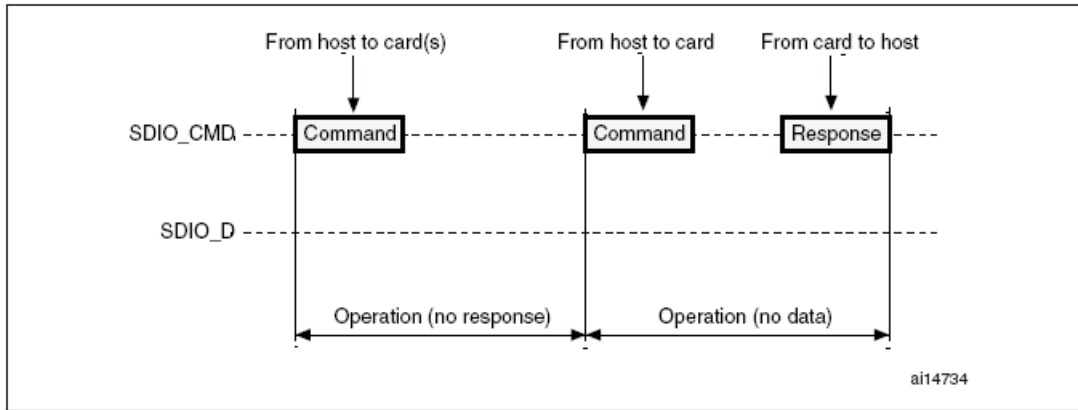 From host to card(s) From host to card From card to host
SDIO_CMD Command Command Response
SDIO_D
Operation (no response) Operation (no data)
ai14734